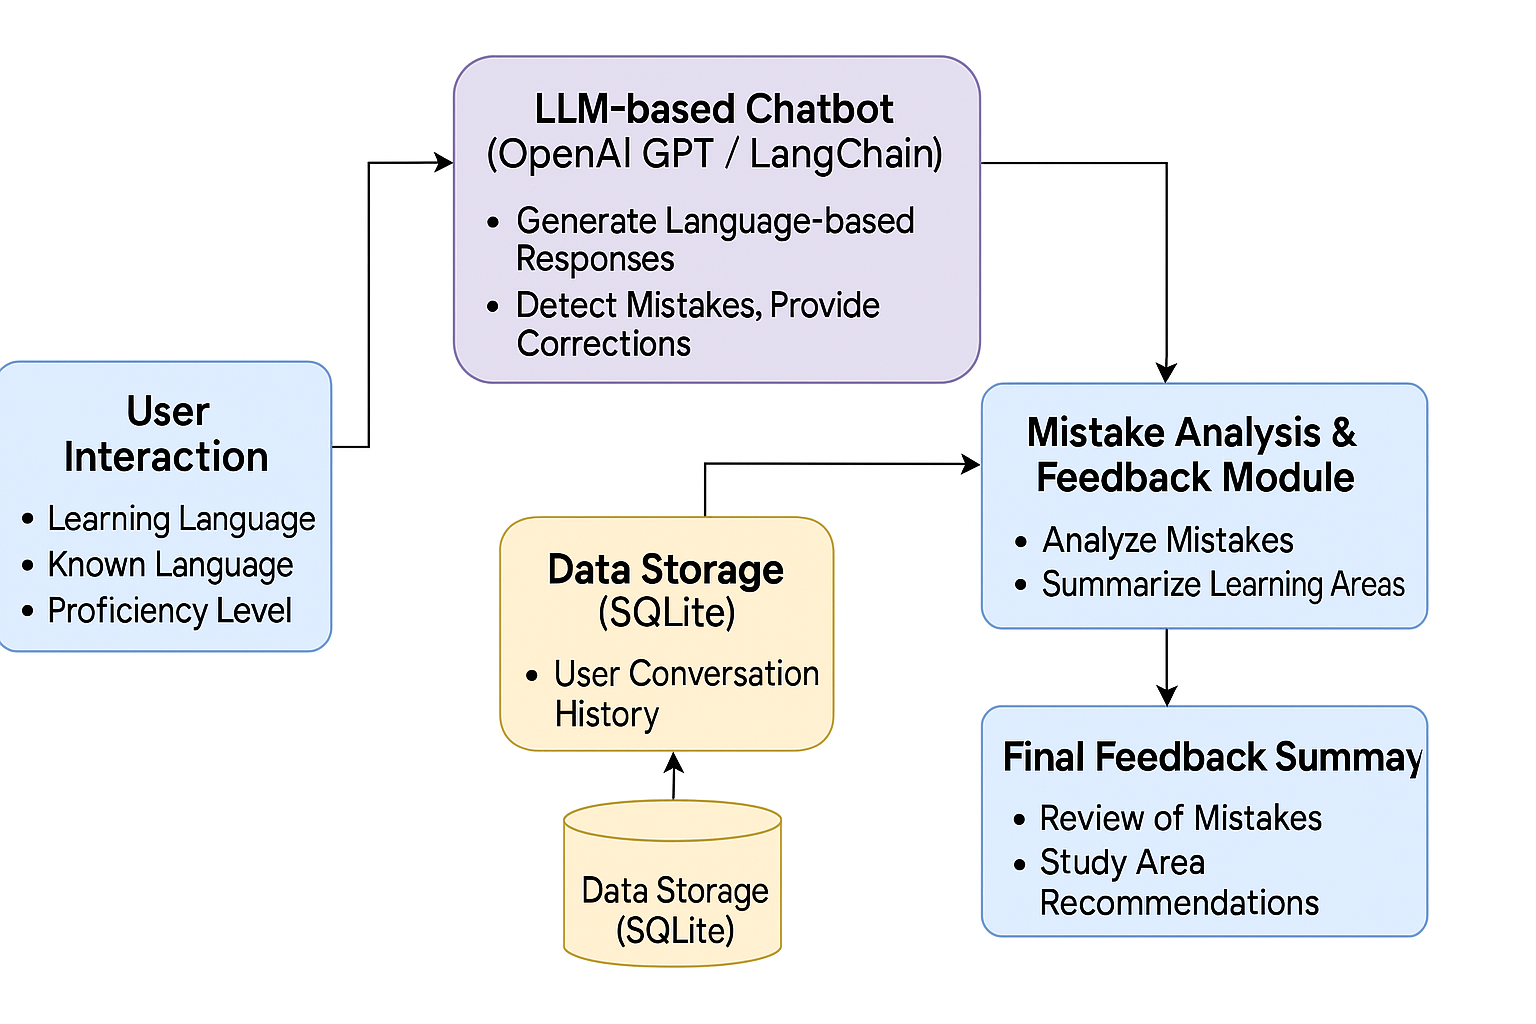 LLM-based Chatbot
(OpenAI GPT / LangChain)
• Generate Language-based
Responses
• Detect Mistakes, Provide
Corrections
User
Interaction
• Learning Language
• Known Language
• Proficiency Level
Mistake Analysis &
Feedback Module
• Analyze Mistakes
• Summarize Learning Areas
Data Storage
(SQLite)
• User Conversation
History
Data Storage
(SQLite)
Final Feedback Summay
• Review of Mistakes
• Study Area
Recommendations